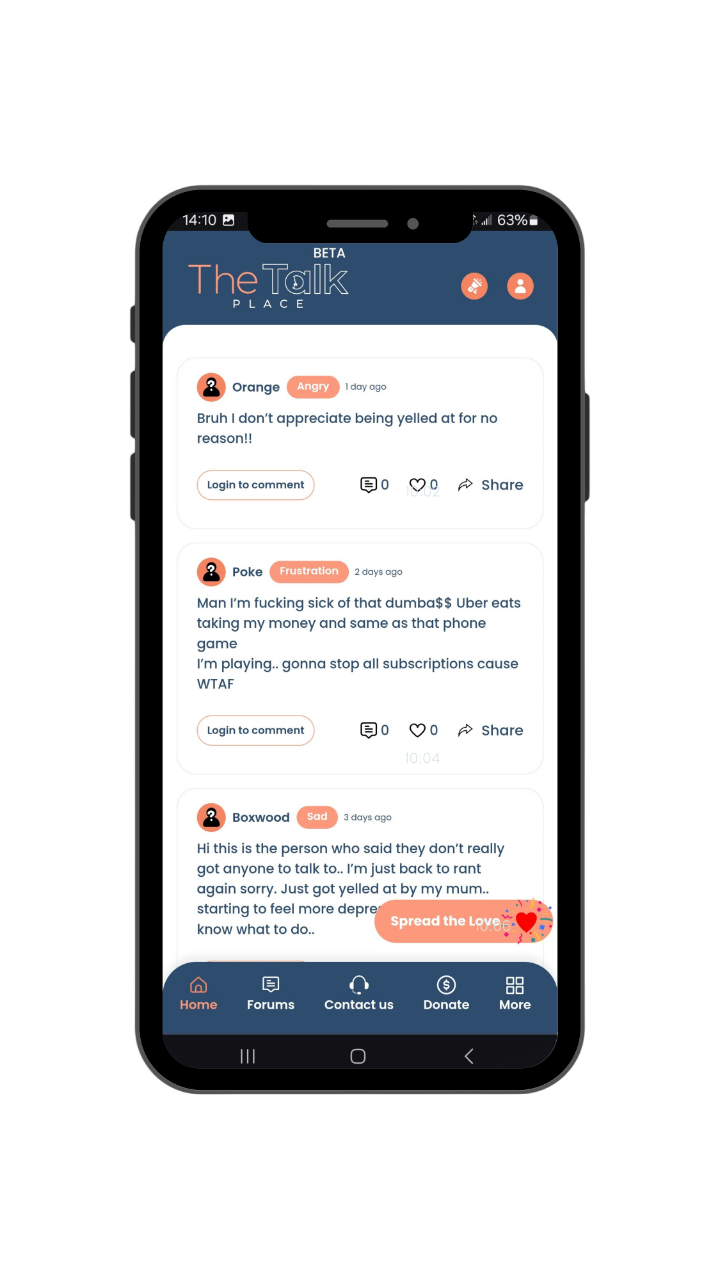 14:10
63%
BETA
The Talk
PLACE
Orange Angry 1 day ago
Bruh I don't appreciate being yelled at for no
reason!!
Login to comment 0 0 Share
10:02
Poke Frustration 2 days ago
Man I'm fucking sick of that dumba$$ Uber eats
taking my money and same as that phone
game
I'm playing.. gonna stop all subscriptions cause
WTAF
Login to comment 0 0 Share
10:04
Boxwood Sad 3 days ago
Hi this is the person who said they don't really
got anyone to talk to.. I'm just back to rant
again sorry. Just got yelled at by my mum..
starting to feel more
Spread the Love
10:06
know what to do..
Home Forums Contact us Donate More